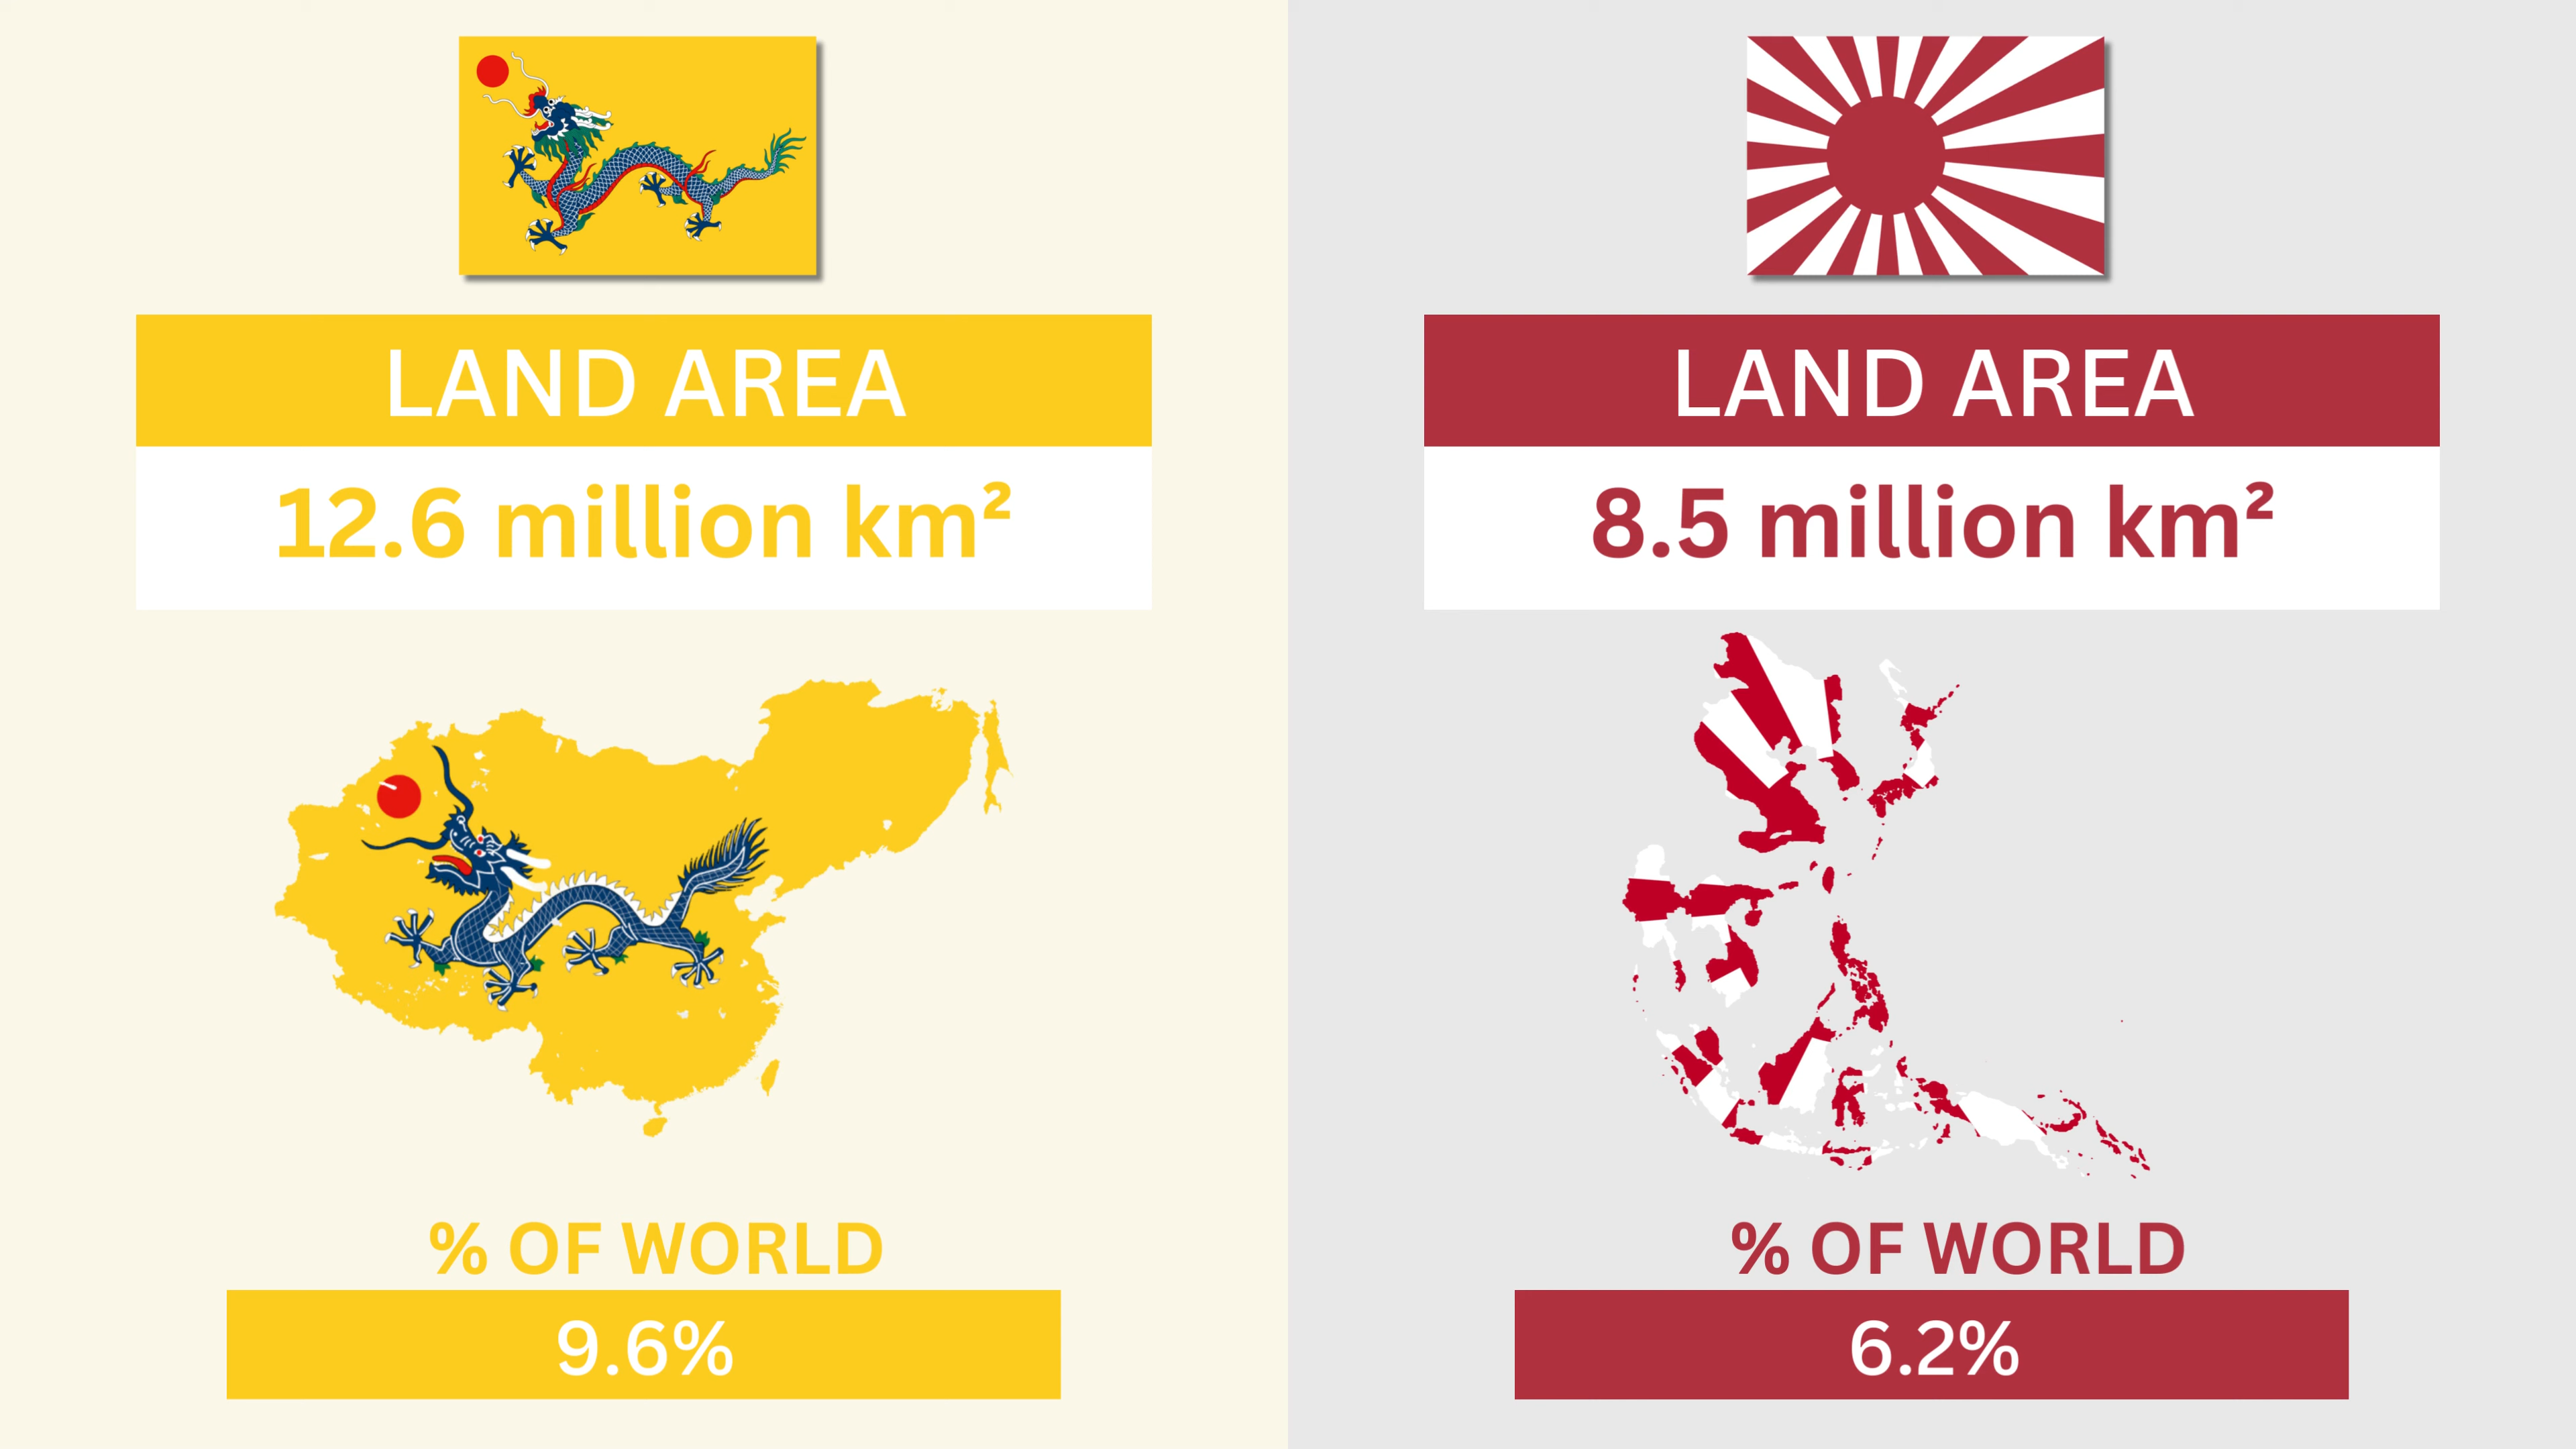 LAND AREA
12.6 million km²
% OF WORLD
9.6%
LAND AREA
8.5 million km²
% OF WORLD
6.2%